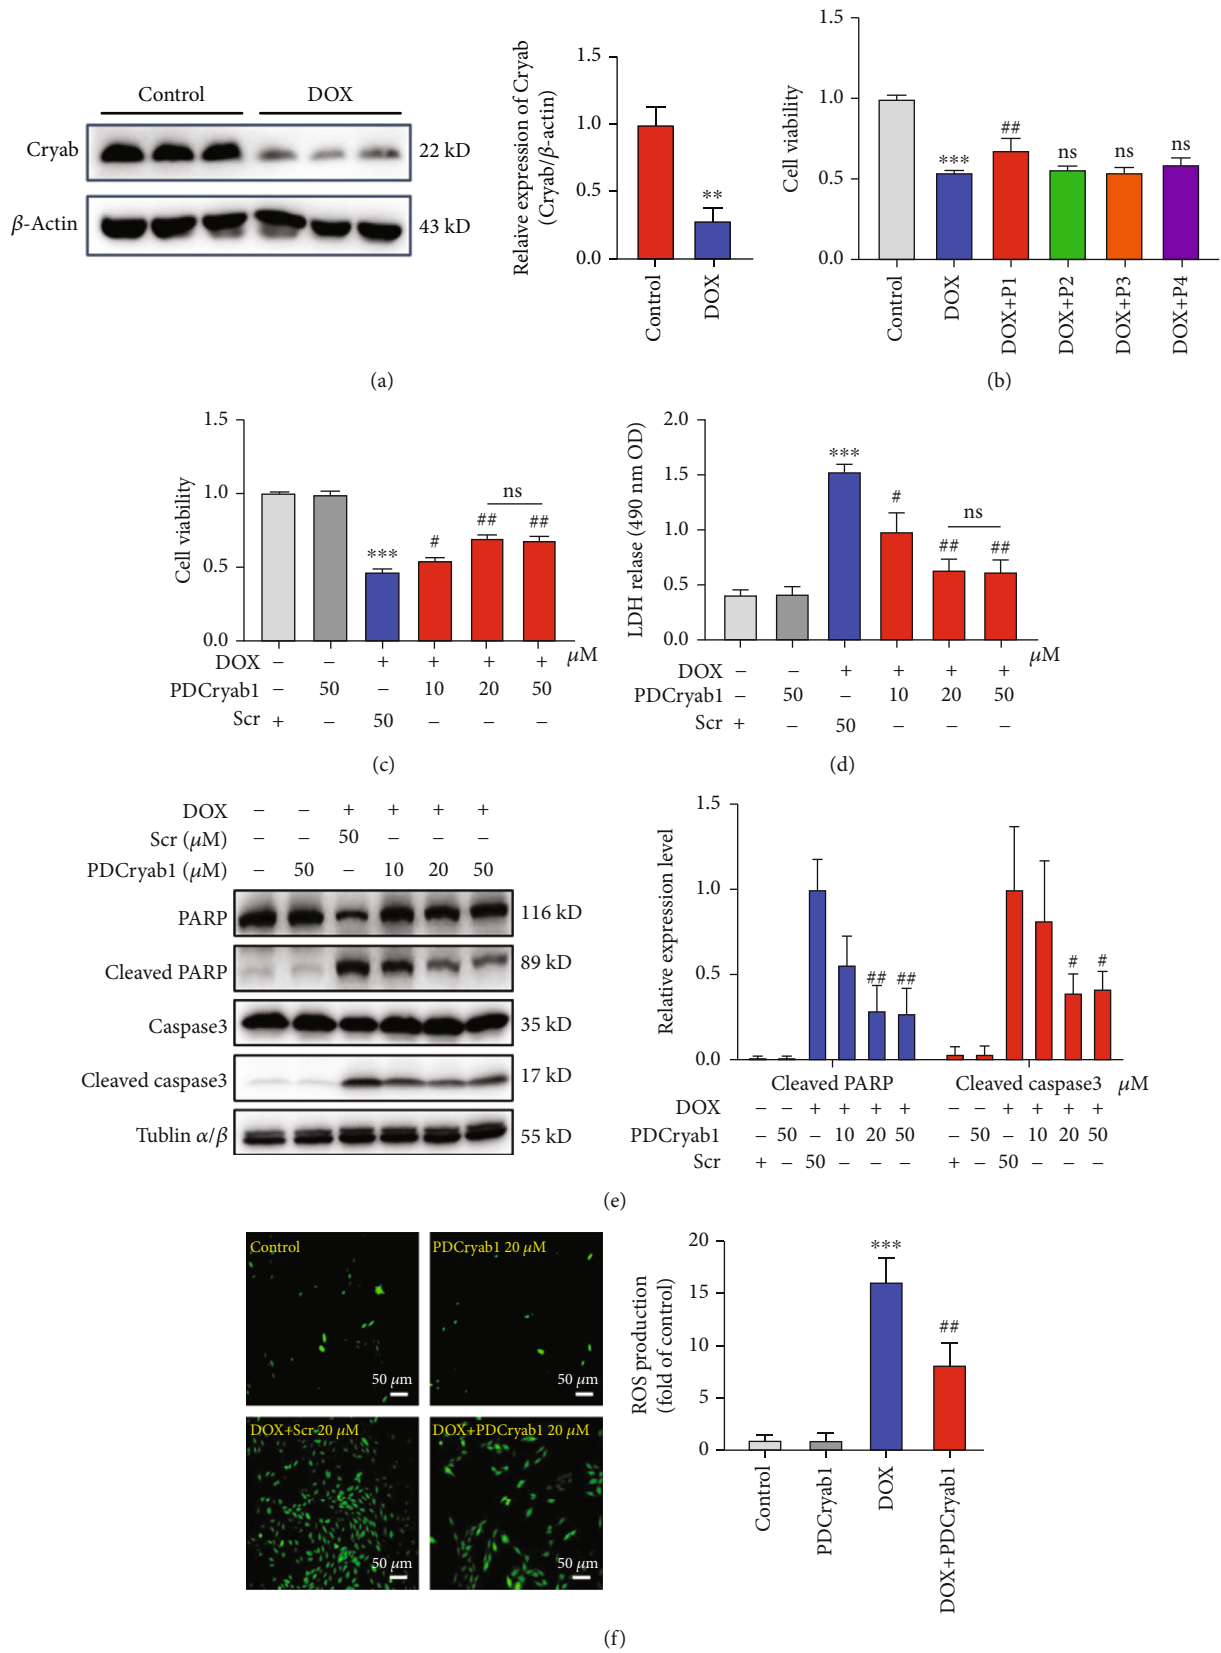 Control DOX
Cryab 22 kD
β-Actin 43 kD
Relaive expression of Cryab
(Cryab/β-actin)
1.5
1.0
0.5
0.0
**
Control
DOX
(a)
Cell viability
1.5
1.0
0.5
0.0
***
##
ns
ns
ns
Control
DOX
DOX+P1
DOX+P2
DOX+P3
DOX+P4
(b)
Cell viability
1.5
1.0
0.5
0.0
***
#
##
##
ns
μM
DOX – – + + + +
PDCryab1 – 50 – 10 20 50
Scr + – 50 – – –
(c)
LDH relase (490 nm OD)
2.0
1.5
1.0
0.5
0.0
***
#
##
##
ns
μM
DOX – – + + + +
PDCryab1 – 50 – 10 20 50
Scr + – 50 – – –
(d)
DOX – – + + + +
Scr (μM) – – 50 – – –
PDCryab1 (μM) – 50 – 10 20 50
PARP 116 kD
Cleaved PARP 89 kD
Caspase3 35 kD
Cleaved caspase3 17 kD
Tublin α/β 55 kD
Relative expression level
1.5
1.0
0.5
0.0
## ##
# #
Cleaved PARP Cleaved caspase3 μM
DOX – – + + + + – – + + + +
PDCryab1 – 50 – 10 20 50 – 50 – 10 20 50
Scr + – 50 – – – + – 50 – – –
(e)
Control
50 μm
PDCryab1 20 μM
50 μm
DOX+Scr 20 μM
50 μm
DOX+PDCryab1 20 μM
50 μm
ROS production
(fold of control)
20
15
10
5
0
***
##
Control
PDCryab1
DOX
DOX+PDCryab1
(f)